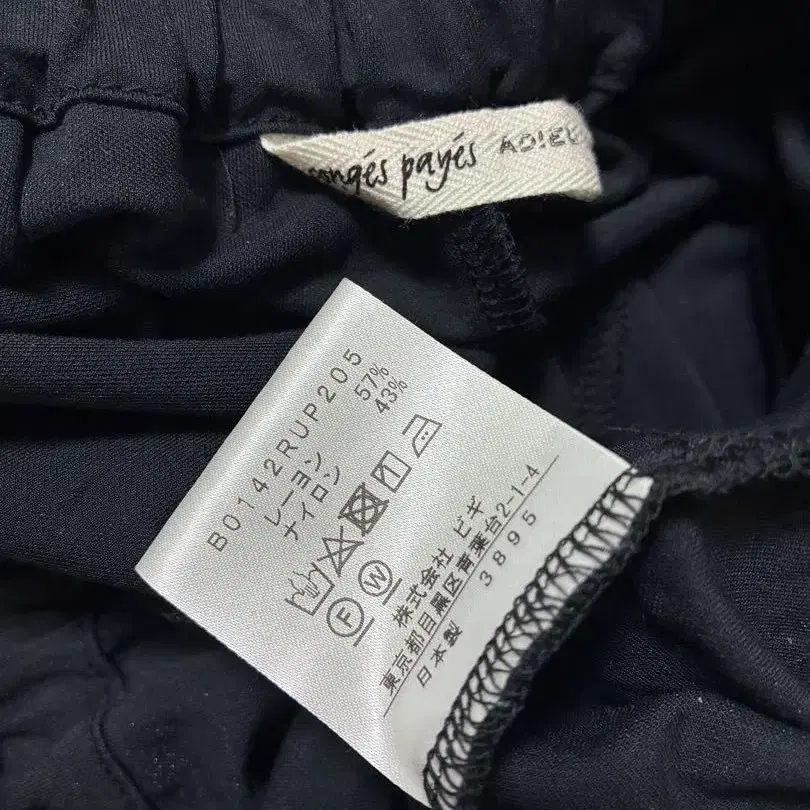 congés payés ADIEU
B0142RUP205
レーヨン 57%
ナイロン 43%
F W
株式会社 ビギ
東京都目黒区青葉台2-1-4
日本製 3895